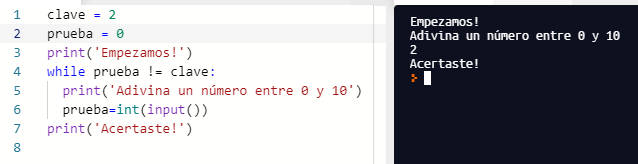 1 clave = 2
2 prueba = 0
3 print('Empezamos!')
4 while prueba != clave:
5 print('Adivina un número entre 0 y 10')
6 prueba=int(input())
7 print('Acertaste!')
8
Empezamos!
Adivina un número entre 0 y 10
2
Acertaste!
>